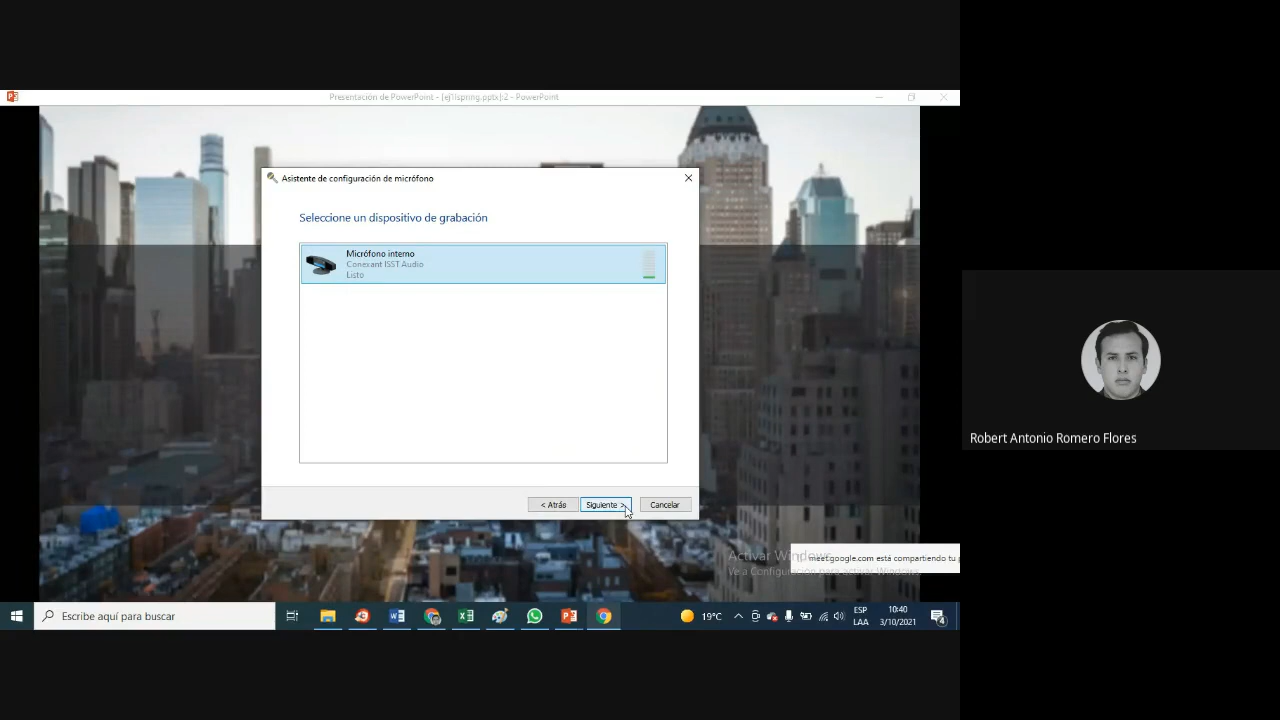 Presentación de PowerPoint - [ej1Ispring.pptx]:2 - PowerPoint
Asistente de configuración de micrófono
Seleccione un dispositivo de grabación
Micrófono interno
Conexant ISST Audio
Listo
< Atrás
Siguiente >
Cancelar
Activar Windows
Ve a Configuración para activar Windows.
meet.google.com está compartiendo tu p
Robert Antonio Romero Flores
Escribe aquí para buscar
19°C
ESP
LAA
10:40
3/10/2021
4